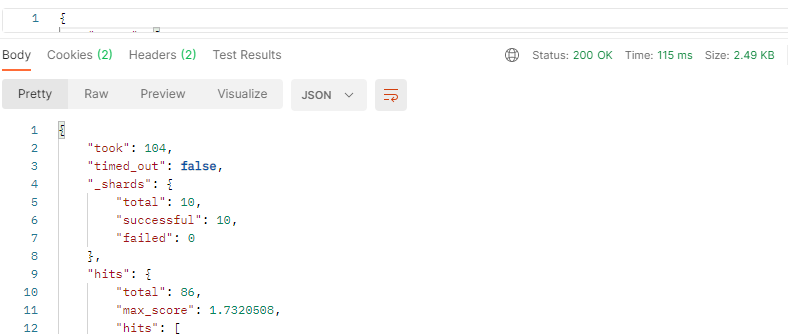 1 {
Body Cookies (2) Headers (2) Test Results Status: 200 OK Time: 115 ms Size: 2.49 KB
Pretty Raw Preview Visualize JSON
1 {
2 "took": 104,
3 "timed_out": false,
4 "_shards": {
5 "total": 10,
6 "successful": 10,
7 "failed": 0
8 },
9 "hits": {
10 "total": 86,
11 "max_score": 1.7320508,
12 "hits": [